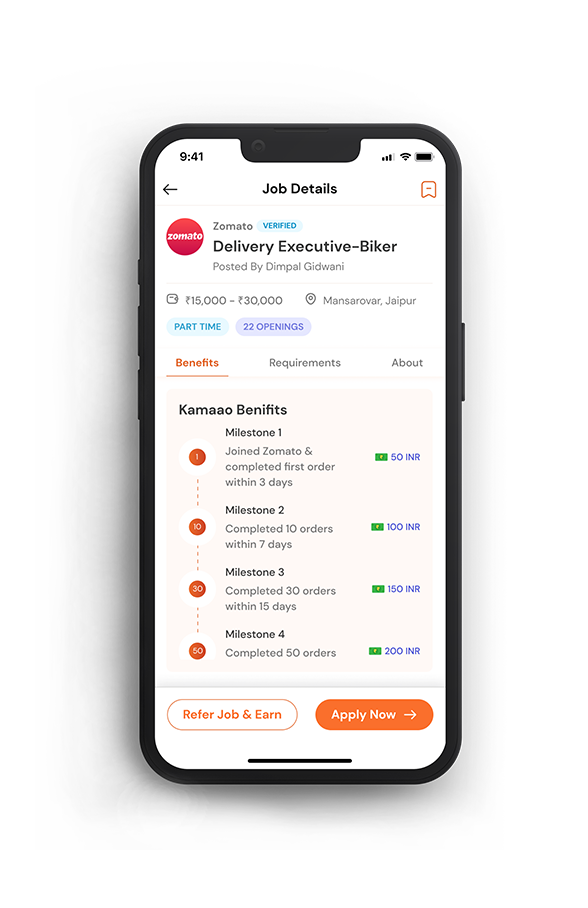 9:41
Job Details
zomato
Zomato VERIFIED
Delivery Executive-Biker
Posted By Dimpal Gidwani
₹15,000 - ₹30,000 Mansarovar, Jaipur
PART TIME 22 OPENINGS
Benefits Requirements About
Kamaao Benifits
Milestone 1
1 Joined Zomato & 50 INR
completed first order
within 3 days
Milestone 2
10 Completed 10 orders 100 INR
within 7 days
Milestone 3
30 Completed 30 orders 150 INR
within 15 days
Milestone 4
50 Completed 50 orders 200 INR
Refer Job & Earn Apply Now